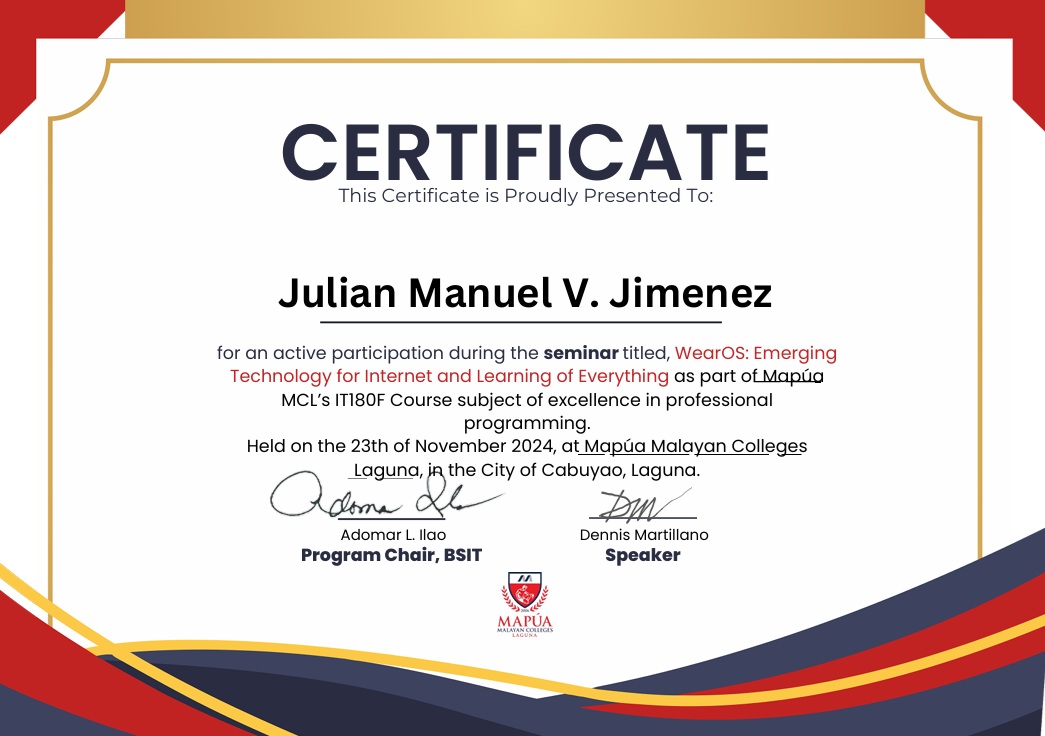 CERTIFICATE
This Certificate is Proudly Presented To:
Julian Manuel V. Jimenez
for an active participation during the seminar titled, WearOS: Emerging
Technology for Internet and Learning of Everything as part of Mapúa
MCL’s IT180F Course subject of excellence in professional
programming.
Held on the 23th of November 2024, at Mapúa Malayan Colleges
Laguna, in the City of Cabuyao, Laguna.
Adomar L. Ilao
Program Chair, BSIT
Dennis Martillano
Speaker
MAPÚA
MALAYAN COLLEGES
LAGUNA